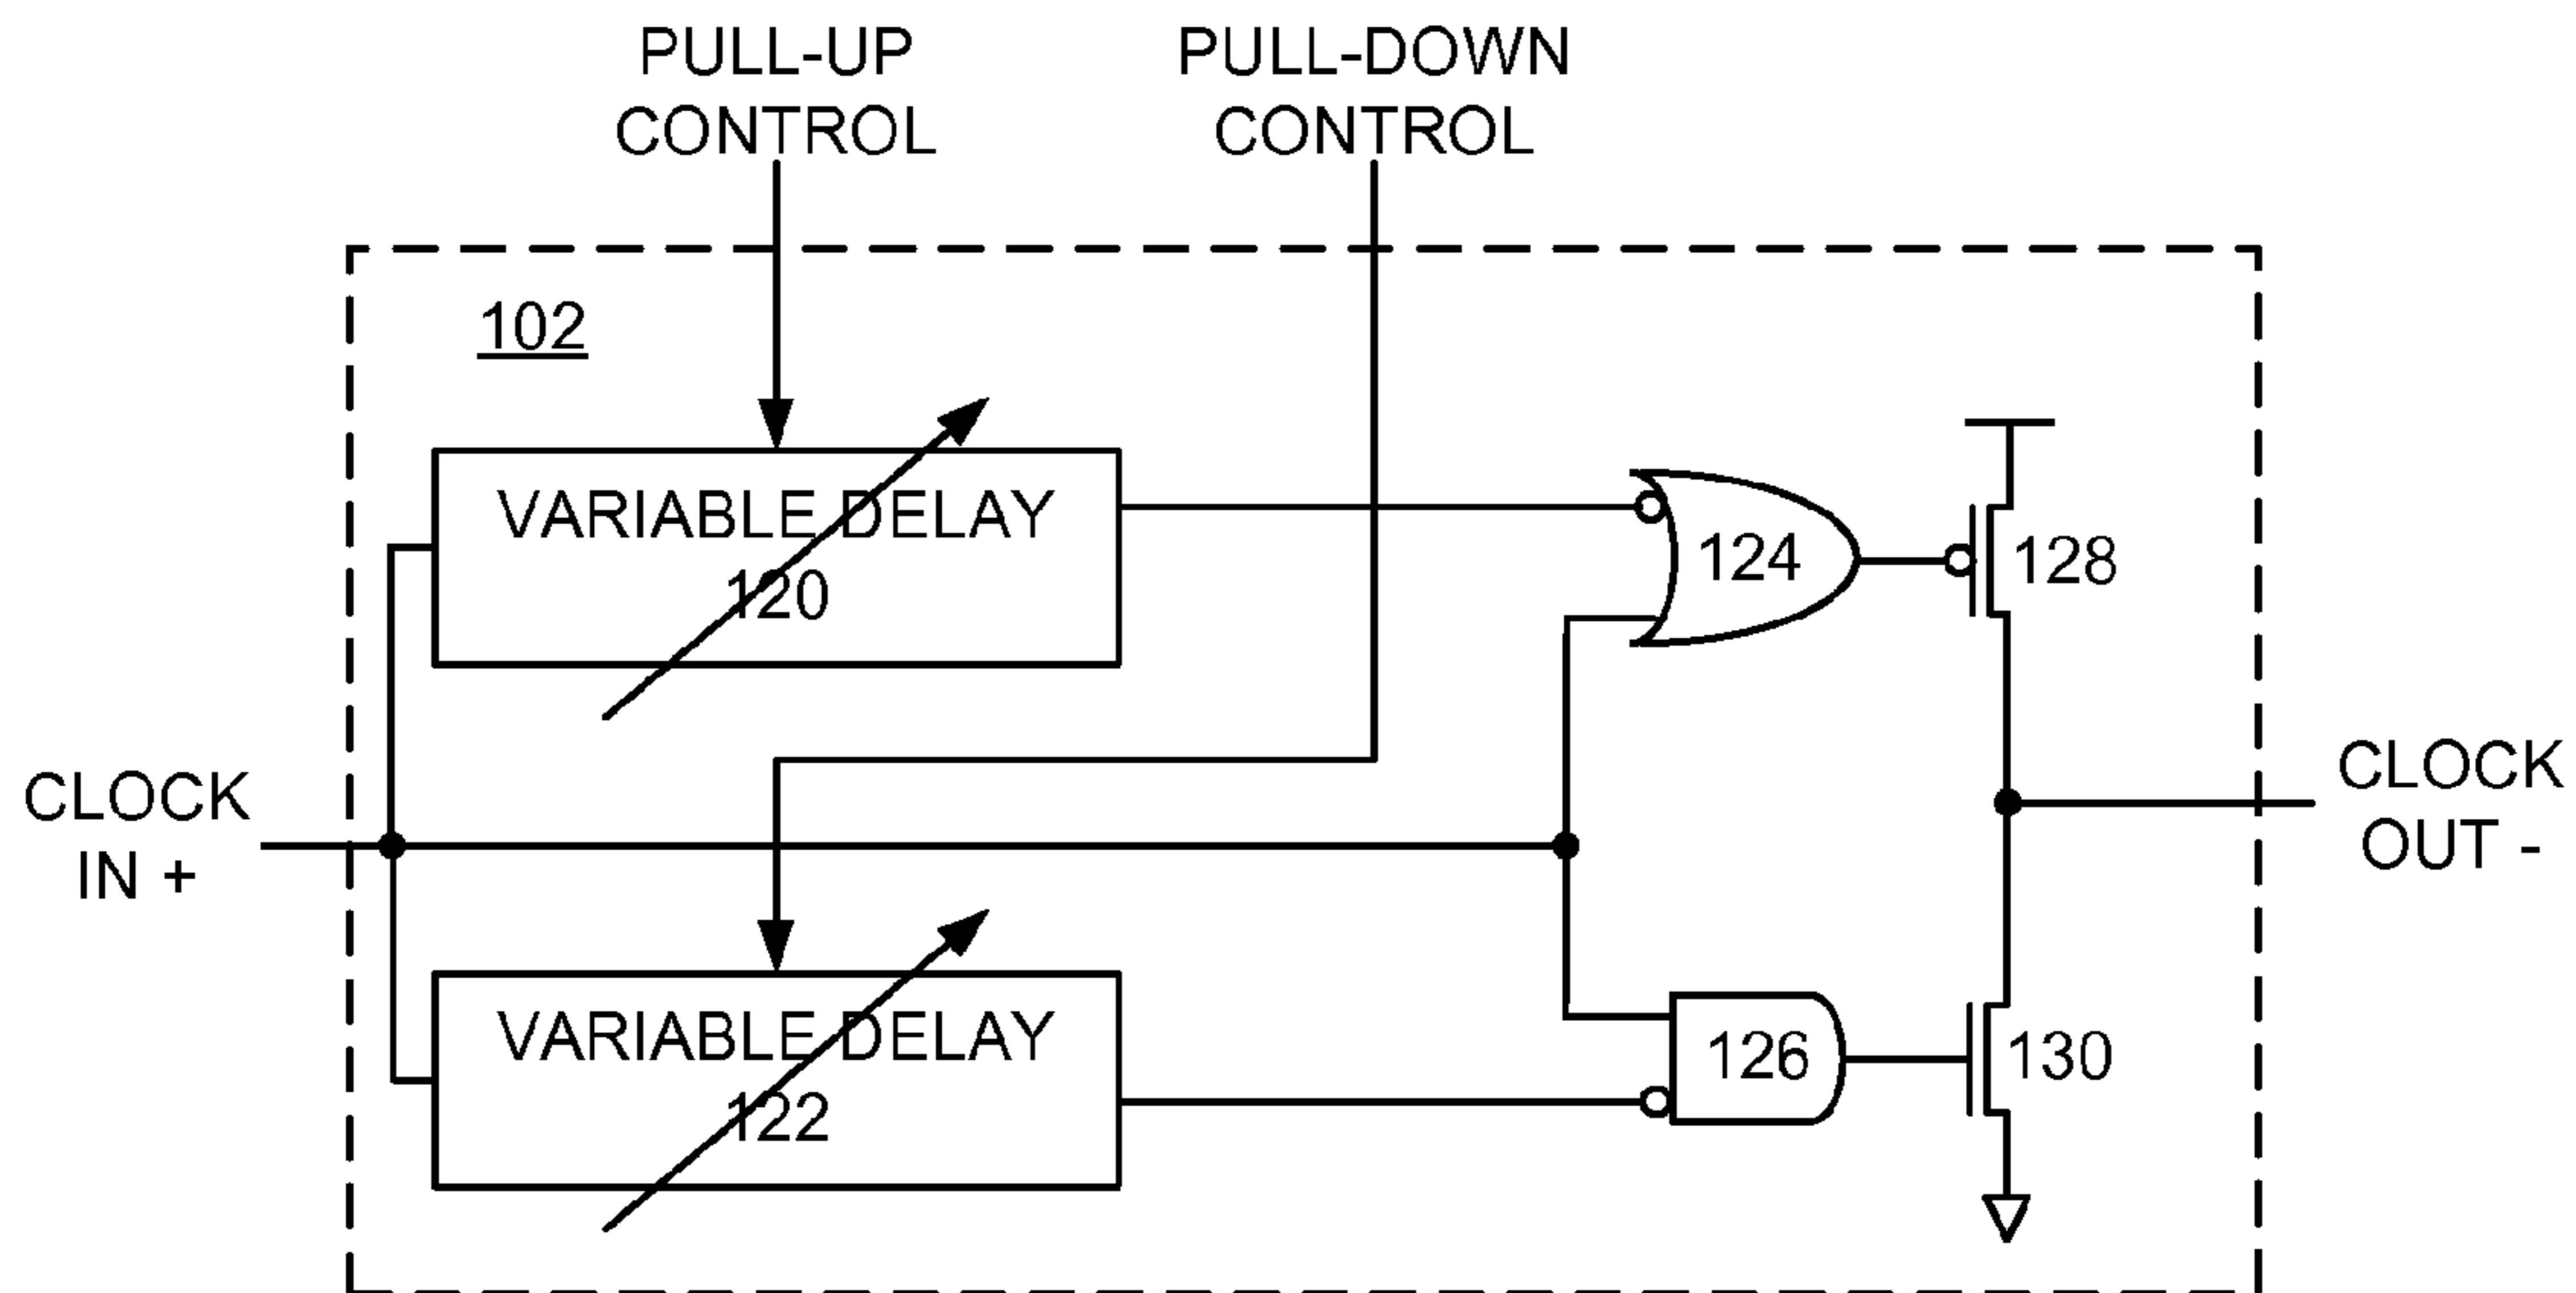 PULL-UP
CONTROL
PULL-DOWN
CONTROL
102
VARIABLE DELAY
120
124
128
CLOCK
IN +
CLOCK
OUT -
VARIABLE DELAY
122
126
130